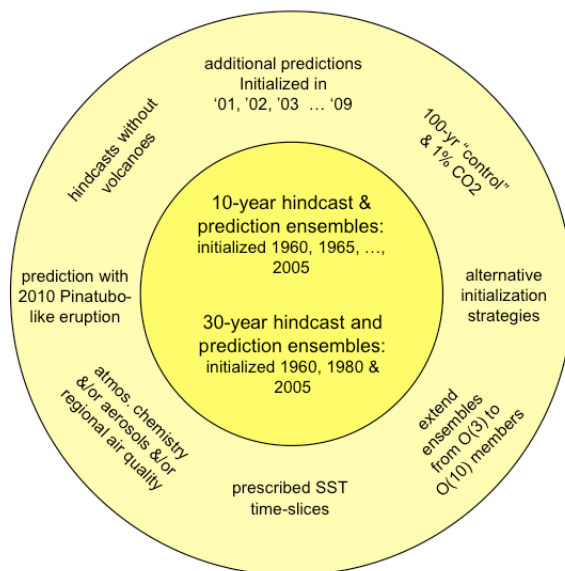 additional predictions
Initialized in
‘01, ’02, ’03 … ‘09
100-yr “control”
& 1% CO2
alternative
initialization
strategies
extend
ensembles
from O(3) to
O(10) members
prescribed SST
time-slices
atmos. chemistry
&/or aerosols &/or
regional air quality
prediction with
2010 Pinatubo-
like eruption
hindcasts without
volcanoes
10-year hindcast &
prediction ensembles:
initialized 1960, 1965, …,
2005
30-year hindcast and
prediction ensembles:
initialized 1960, 1980 &
2005